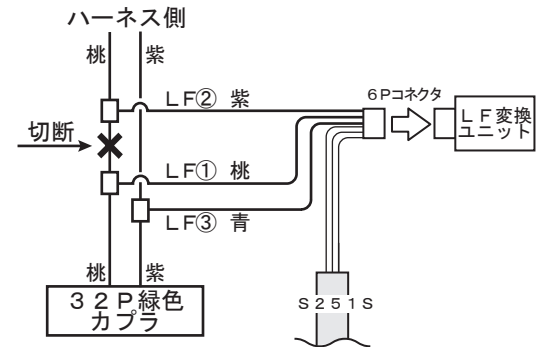 ハーネス側
桃
紫
LF② 紫
6Pコネクタ
LF変換
ユニット
切断
LF① 桃
LF③ 青
桃
紫
32P緑色
カプラ
S251S